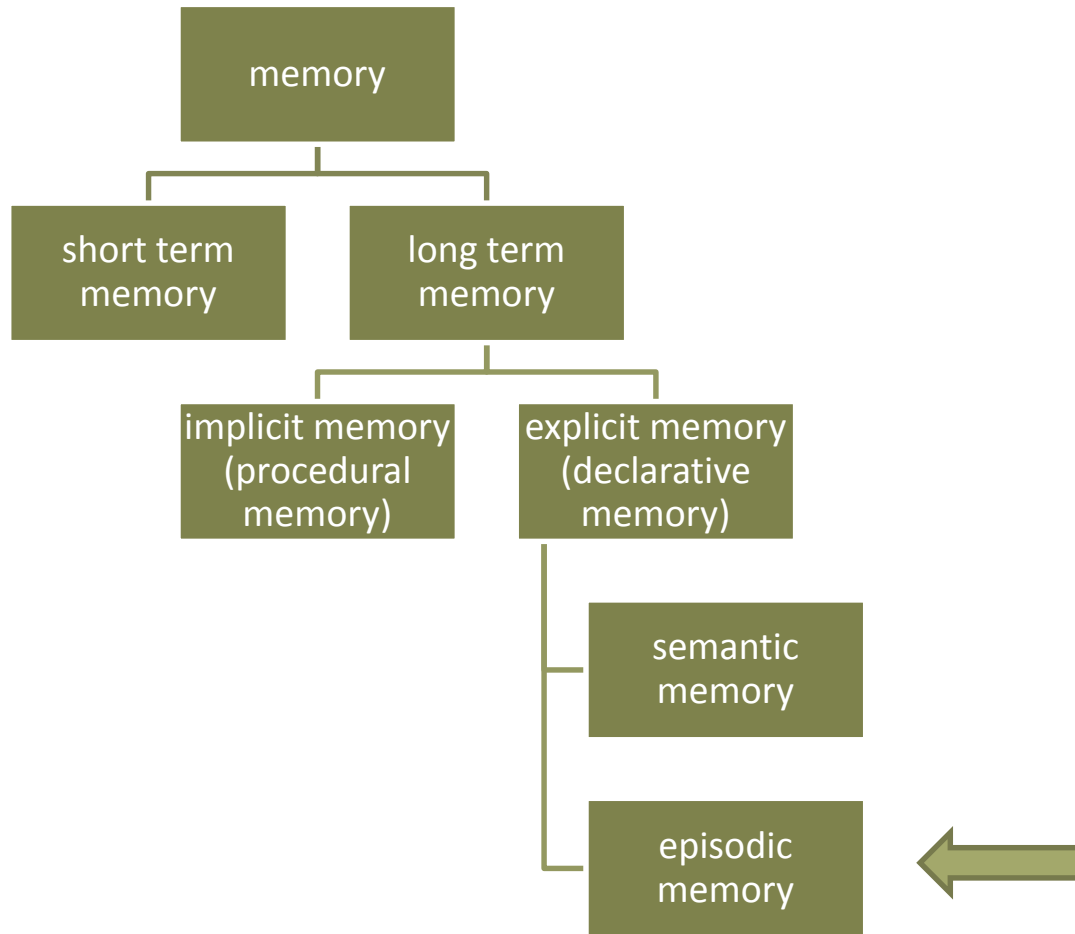 memory
short term
memory
long term
memory
implicit memory
(procedural
memory)
explicit memory
(declarative
memory)
semantic
memory
episodic
memory